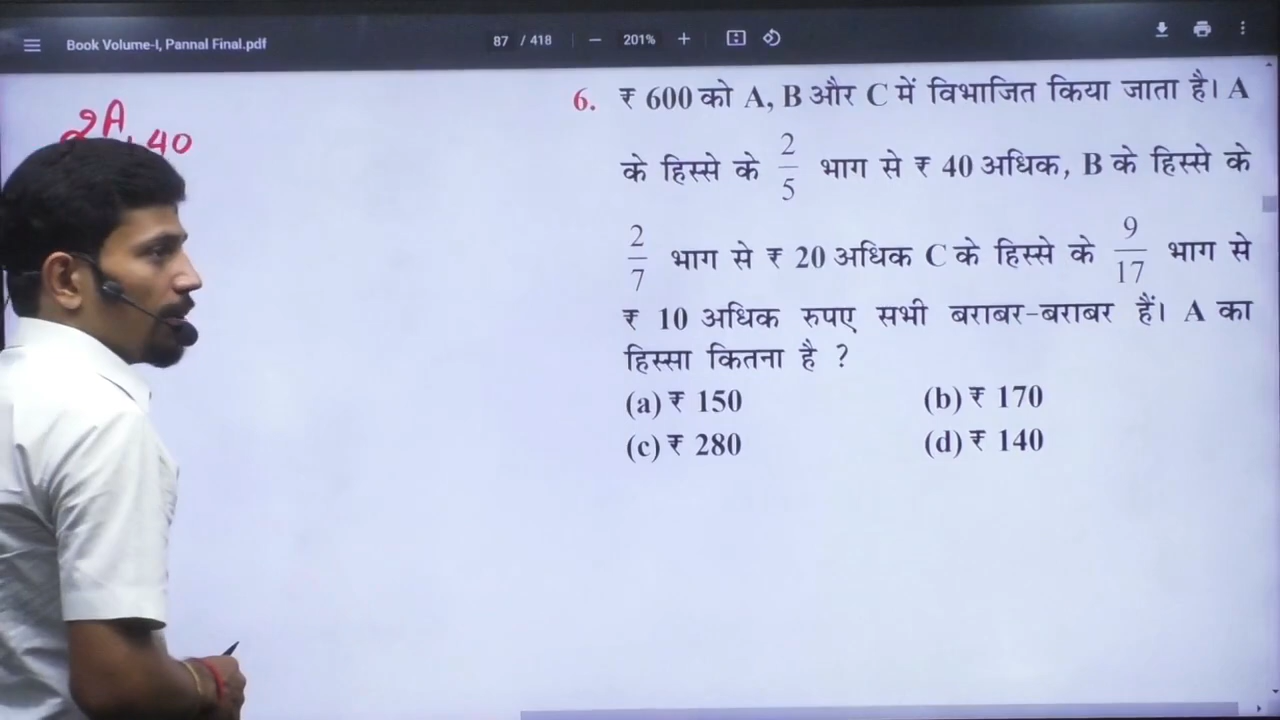 Book Volume-I, Pannal Final.pdf
87 / 418
201%
2A
40
6. ₹ 600 को A, B और C में विभाजित किया जाता है। A
के हिस्से के 2/5 भाग से ₹ 40 अधिक, B के हिस्से के
2/7 भाग से ₹ 20 अधिक C के हिस्से के 9/17 भाग से
₹ 10 अधिक रुपए सभी बराबर-बराबर हैं। A का
हिस्सा कितना है ?
(a) ₹ 150 (b) ₹ 170
(c) ₹ 280 (d) ₹ 140